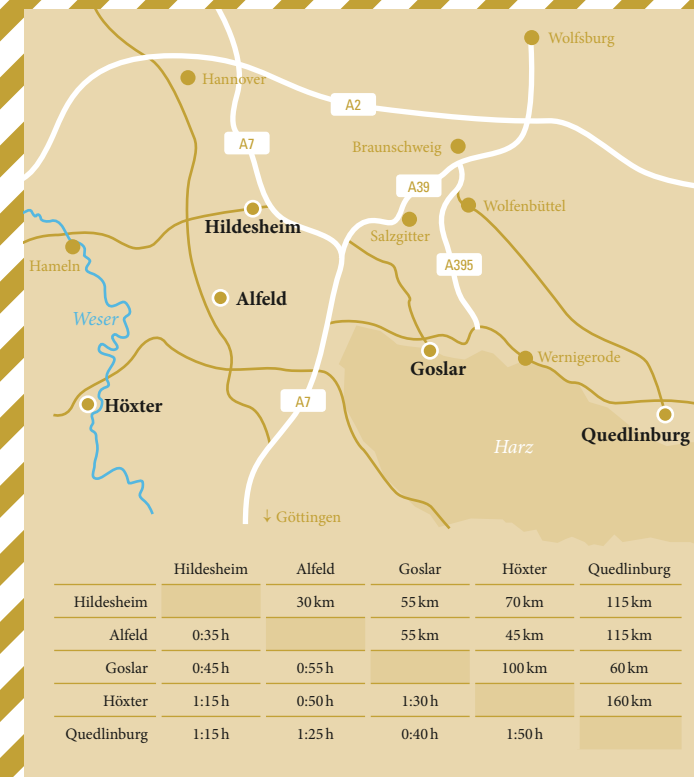 Wolfsburg
Hannover
A2
A7
Braunschweig
A39
Wolfenbüttel
Hildesheim
Salzgitter
Hameln
A395
Alfeld
Weser
Wernigerode
Goslar
A7
Höxter
Quedlinburg
Harz
↓ Göttingen
Hildesheim Alfeld Goslar Höxter Quedlinburg
Hildesheim 30 km 55 km 70 km 115 km
Alfeld 0:35 h 55 km 45 km 115 km
Goslar 0:45 h 0:55 h 100 km 60 km
Höxter 1:15 h 0:50 h 1:30 h 160 km
Quedlinburg 1:15 h 1:25 h 0:40 h 1:50 h